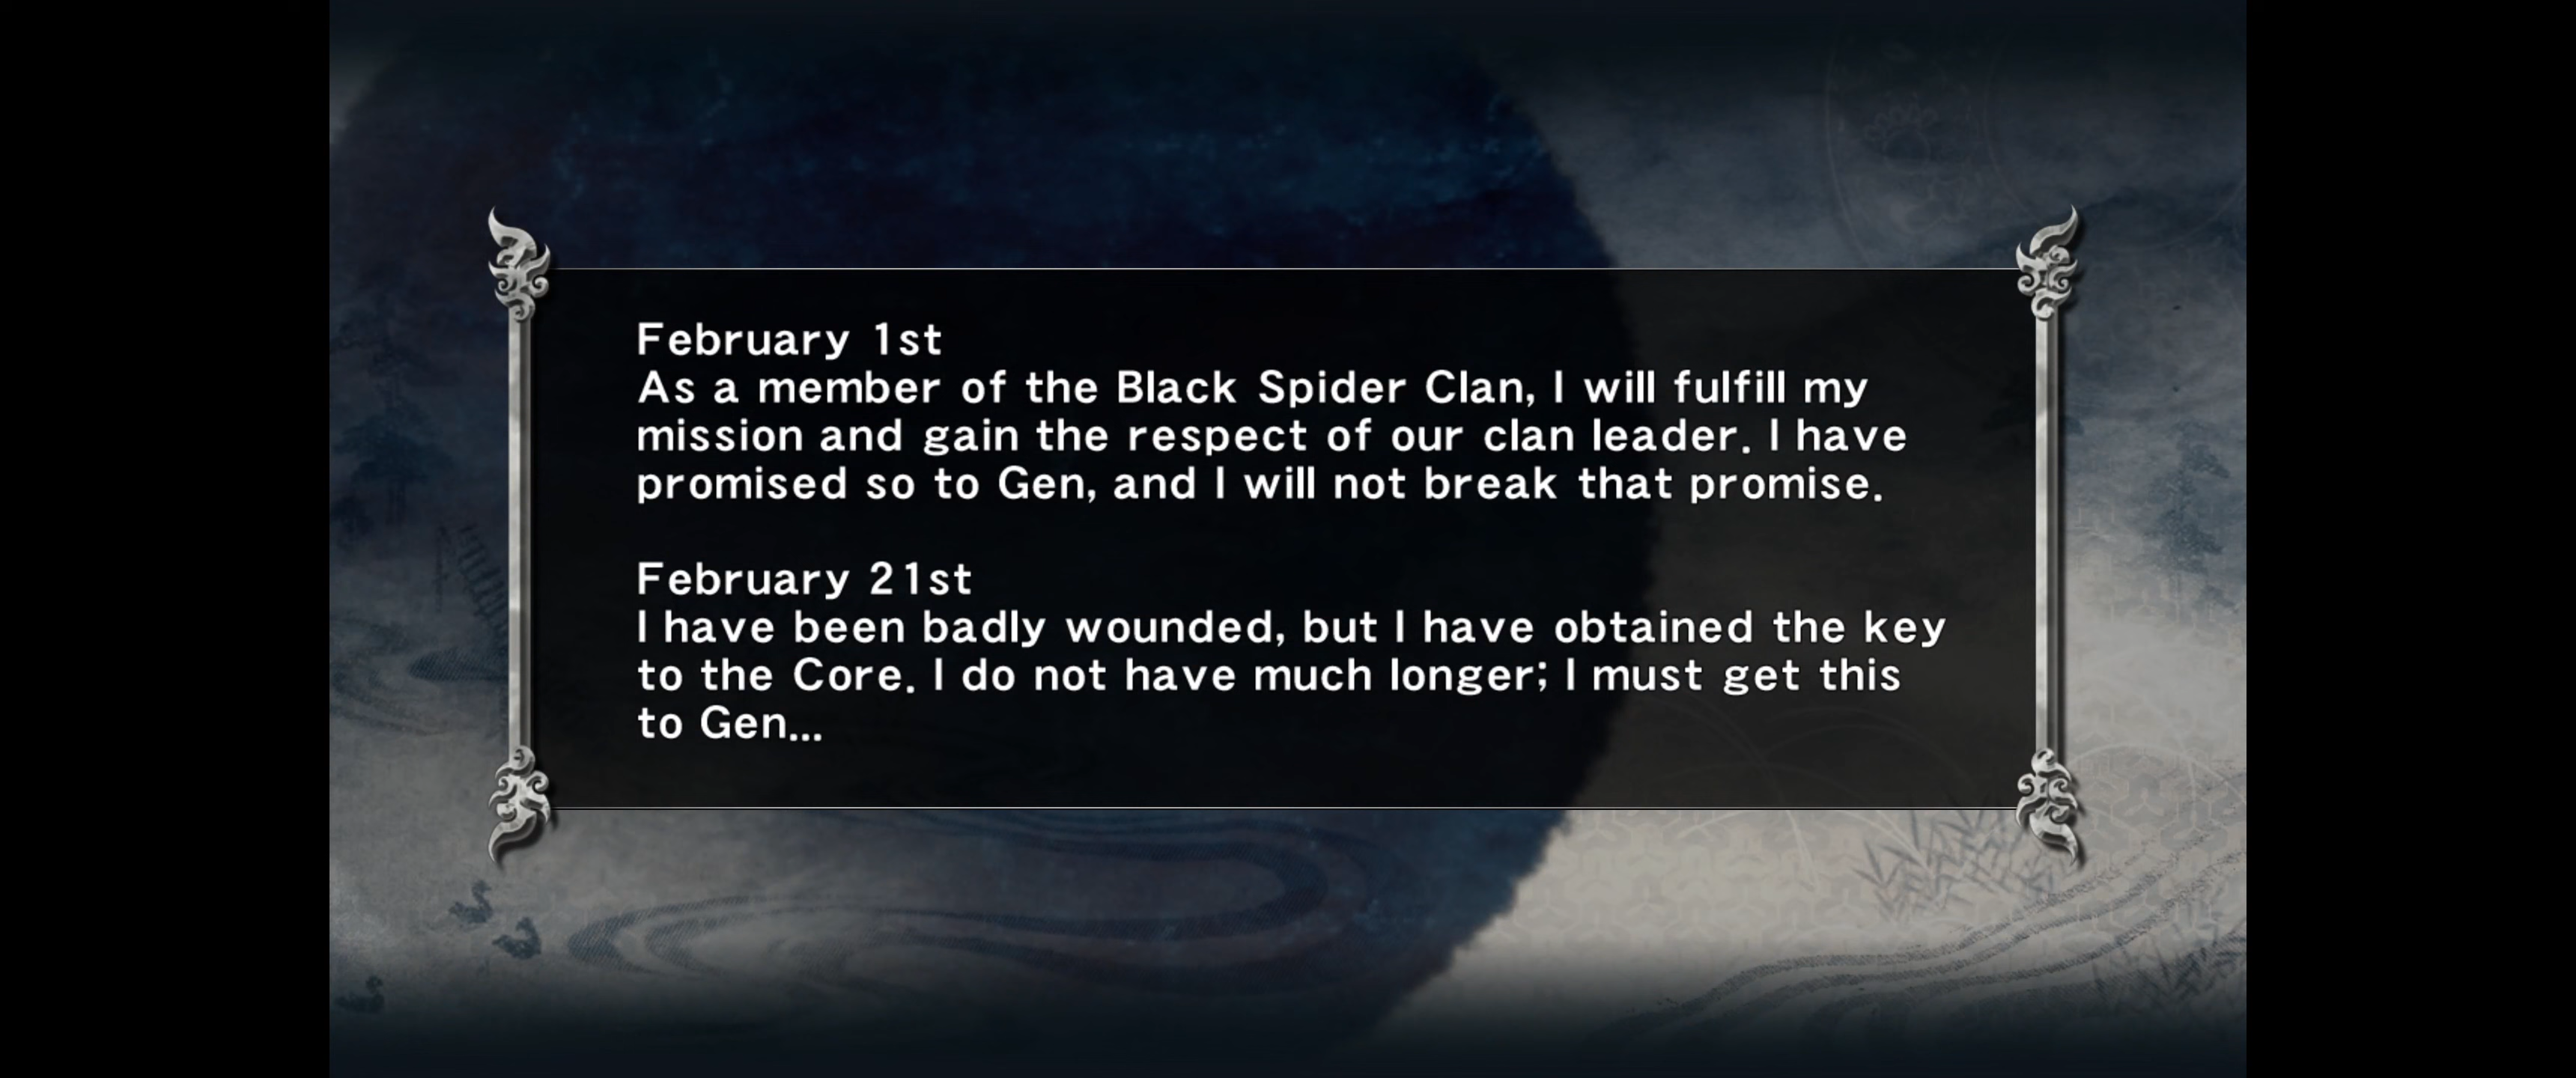 February 1st
As a member of the Black Spider Clan, I will fulfill my
mission and gain the respect of our clan leader. I have
promised so to Gen, and I will not break that promise.
February 21st
I have been badly wounded, but I have obtained the key
to the Core. I do not have much longer; I must get this
to Gen...